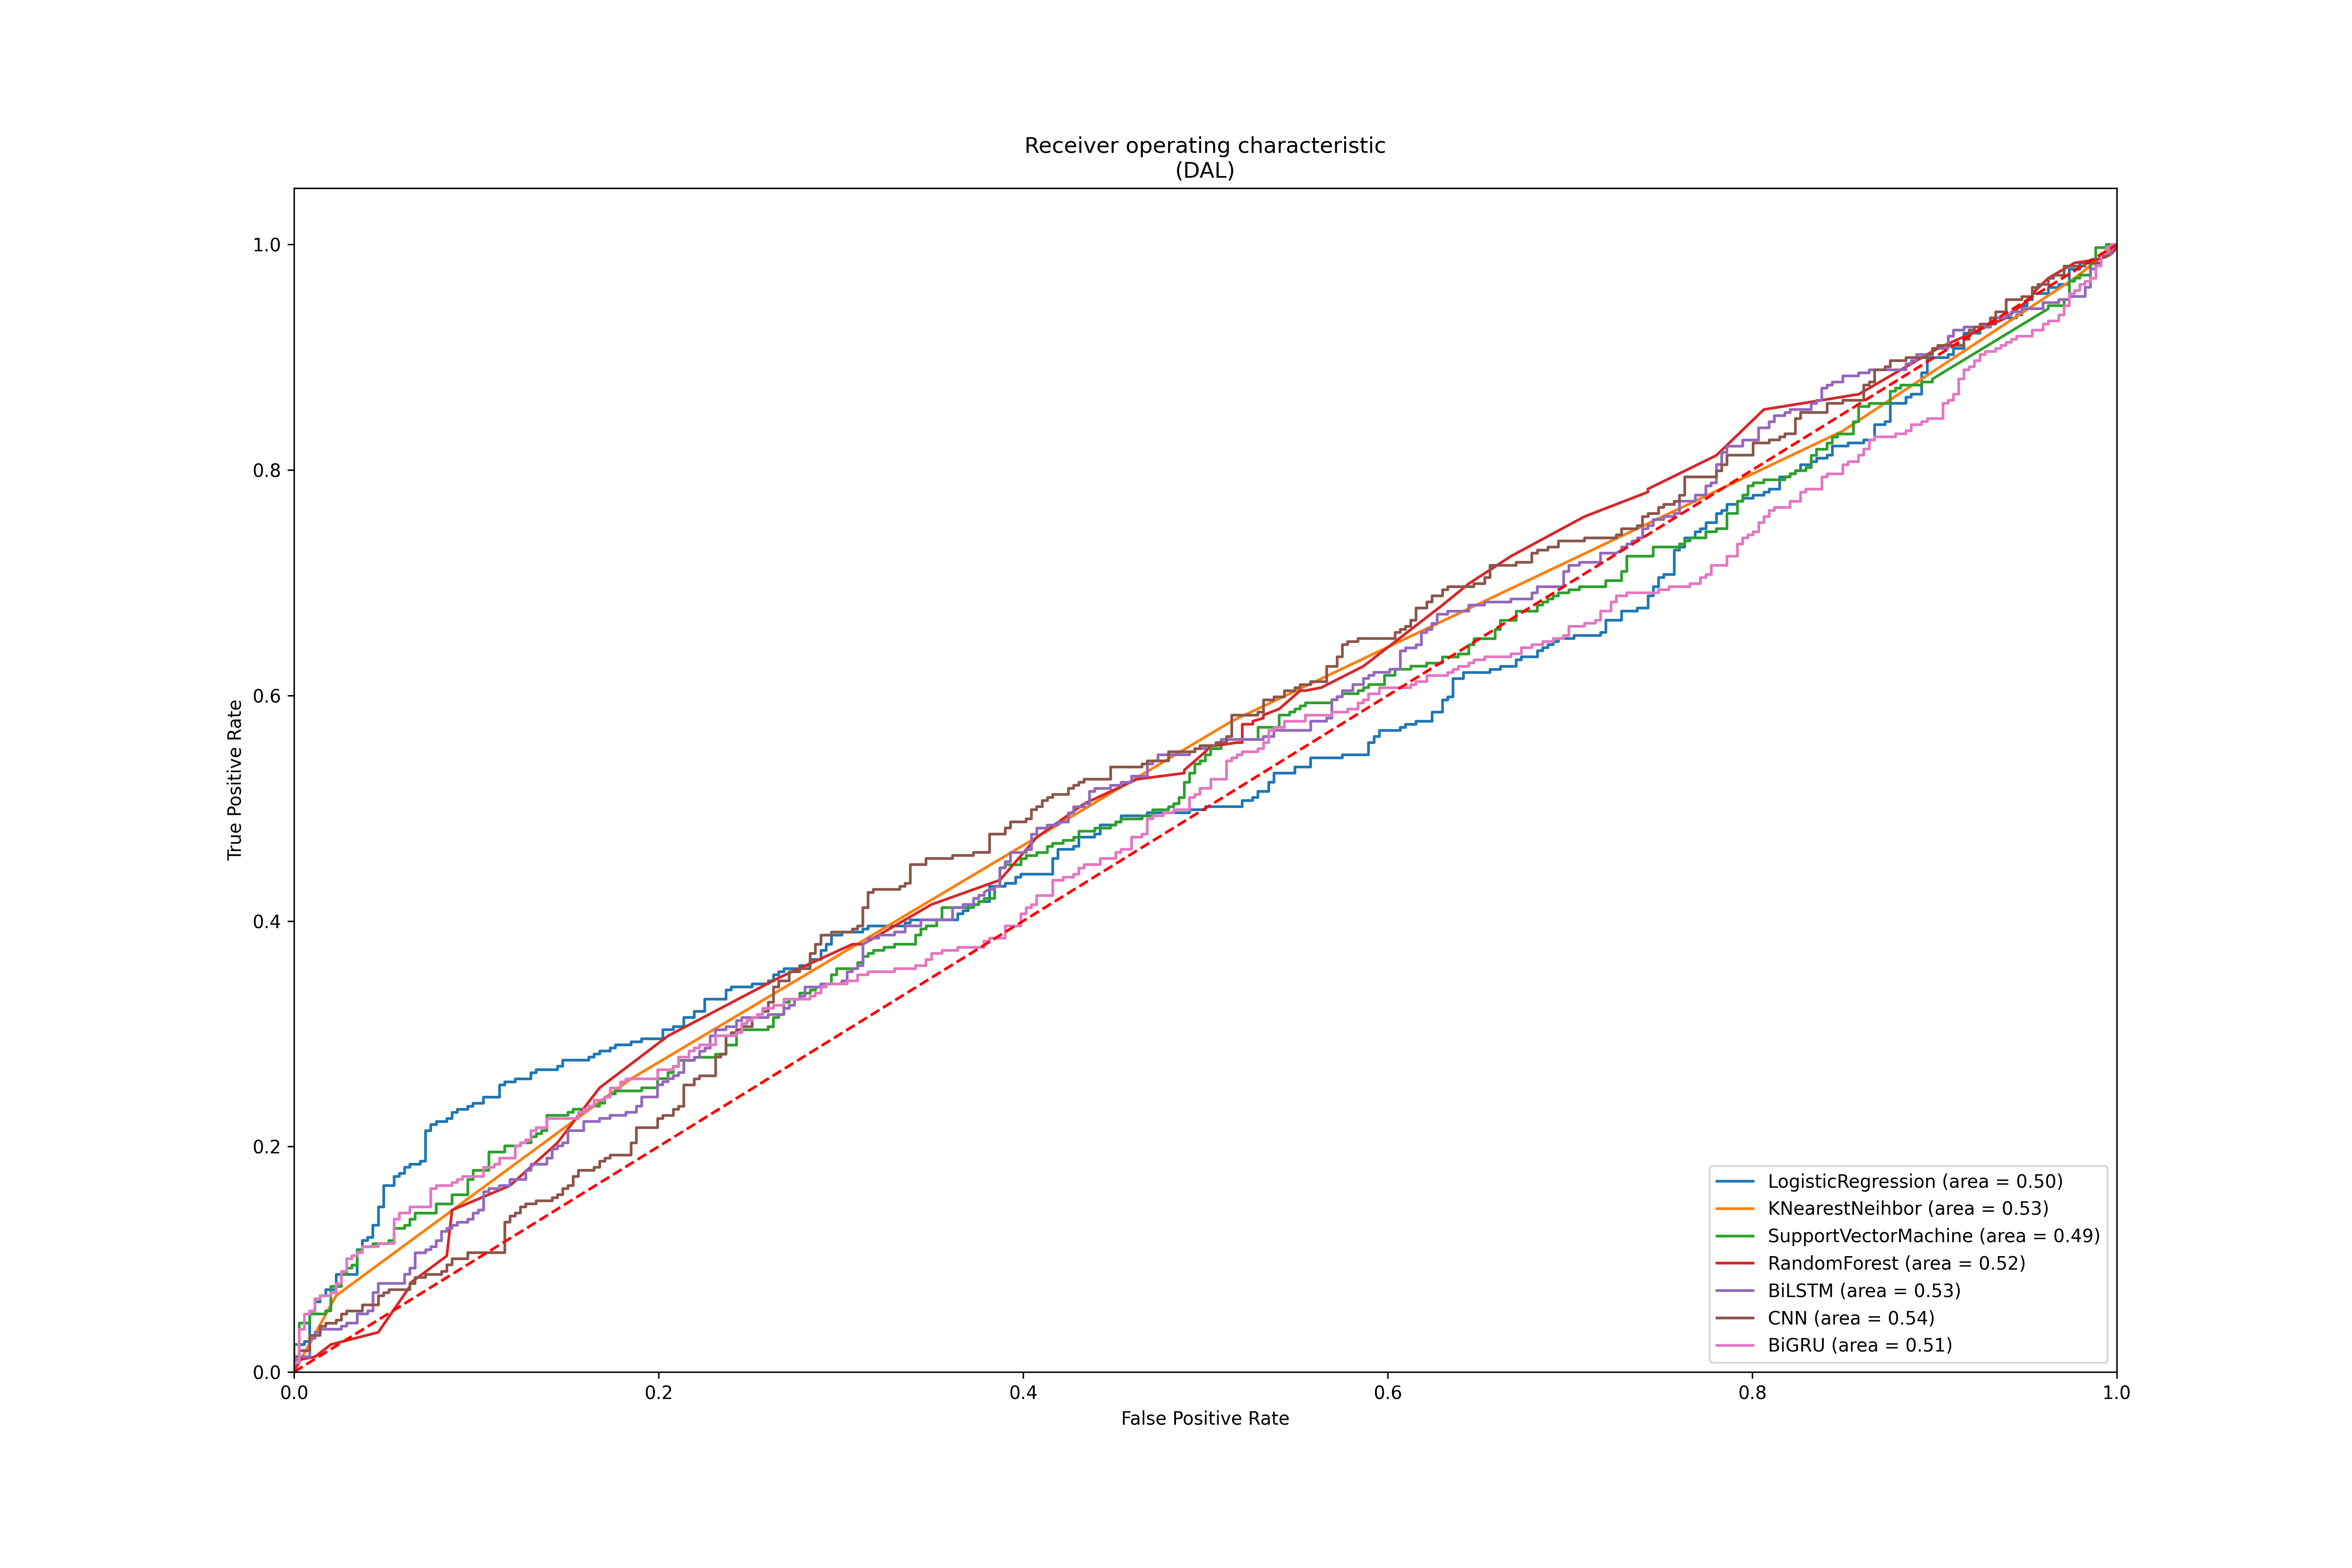 Receiver operating characteristic
(DAL)
True Positive Rate
1.0
0.8
0.6
0.4
0.2
0.0
0.0 0.2 0.4 0.6 0.8 1.0
False Positive Rate
LogisticRegression (area = 0.50)
KNearestNeihbor (area = 0.53)
SupportVectorMachine (area = 0.49)
RandomForest (area = 0.52)
BiLSTM (area = 0.53)
CNN (area = 0.54)
BiGRU (area = 0.51)